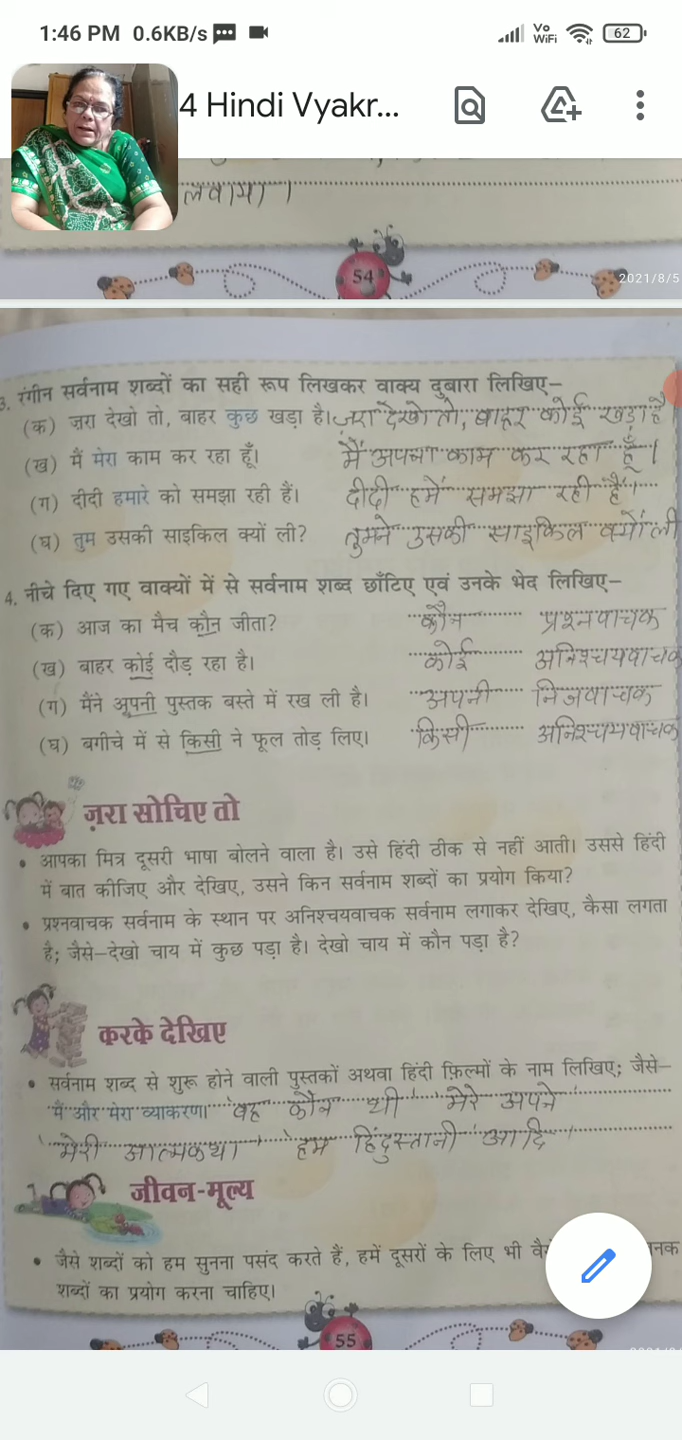 1:46 PM 0.6KB/s Vo WiFi 62
4 Hindi Vyakr...
लवाया।
54
2021/8/5
3. रंगीन सर्वनाम शब्दों का सही रूप लिखकर वाक्य दुबारा लिखिए–
(क) ज़रा देखो तो, बाहर कुछ खड़ा है। ज़रा देखो तो, बाहर कोई खड़ा है
(ख) मैं मेरा काम कर रहा हूँ। मैं अपना काम कर रहा हूँ।
(ग) दीदी हमारे को समझा रही हैं। दीदी हमें समझा रही हैं।
(घ) तुम उसकी साइकिल क्यों ली? तुमने उसकी साइकिल क्यों ली
4. नीचे दिए गए वाक्यों में से सर्वनाम शब्द छाँटिए एवं उनके भेद लिखिए–
(क) आज का मैच कौन जीता? कौन प्रश्नवाचक
(ख) बाहर कोई दौड़ रहा है। कोई अनिश्चयवाचक
(ग) मैंने अपनी पुस्तक बस्ते में रख ली है। अपनी निजवाचक
(घ) बगीचे में से किसी ने फूल तोड़ लिए। किसी अनिश्चयवाचक
ज़रा सोचिए तो
• आपका मित्र दूसरी भाषा बोलने वाला है। उसे हिंदी ठीक से नहीं आती। उससे हिंदी
में बात कीजिए और देखिए, उसने किन सर्वनाम शब्दों का प्रयोग किया?
• प्रश्नवाचक सर्वनाम के स्थान पर अनिश्चयवाचक सर्वनाम लगाकर देखिए, कैसा लगता
है; जैसे–देखो चाय में कुछ पड़ा है। देखो चाय में कौन पड़ा है?
करके देखिए
• सर्वनाम शब्द से शुरू होने वाली पुस्तकों अथवा हिंदी फ़िल्मों के नाम लिखिए; जैसे–
'मैं और मेरा व्याकरण।' 'वह कौन थी' 'मेरे अपने'
'मेरी आत्मकथा' 'हम हिंदुस्तानी' आदि
जीवन-मूल्य
• जैसे शब्दों को हम सुनना पसंद करते हैं, हमें दूसरों के लिए भी
शब्दों का प्रयोग करना चाहिए।
55